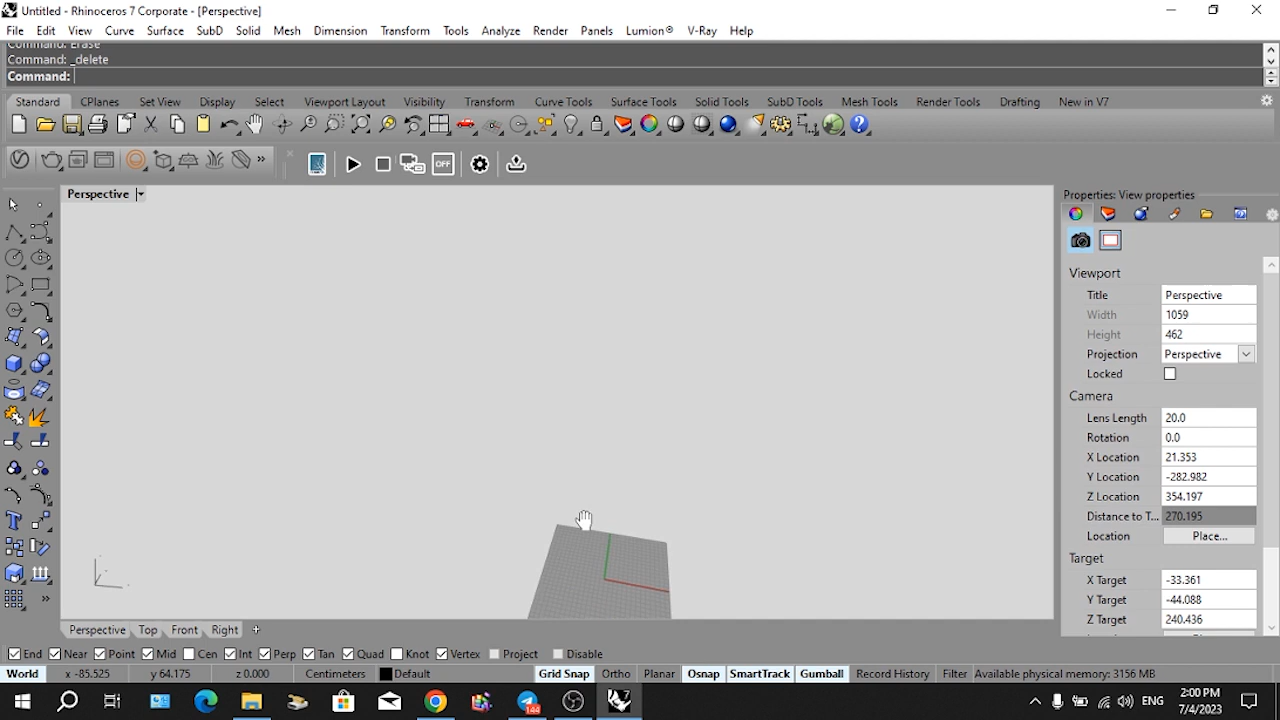 Untitled - Rhinoceros 7 Corporate - [Perspective]
File Edit View Curve Surface SubD Solid Mesh Dimension Transform Tools Analyze Render Panels Lumion® V-Ray Help
Command: Erase
Command: _delete
Command:
Standard CPlanes Set View Display Select Viewport Layout Visibility Transform Curve Tools Surface Tools Solid Tools SubD Tools Mesh Tools Render Tools Drafting New in V7
OFF
Perspective
Properties: View properties
Viewport
Title Perspective
Width 1059
Height 462
Projection Perspective
Locked
Camera
Lens Length 20.0
Rotation 0.0
X Location 21.353
Y Location -282.982
Z Location 354.197
Distance to T... 270.195
Location Place...
Target
X Target -33.361
Y Target -44.088
Z Target 240.436
Perspective Top Front Right
End Near Point Mid Cen Int Perp Tan Quad Knot Vertex Project Disable
World x -85.525 y 64.175 z 0.000 Centimeters Default Grid Snap Ortho Planar Osnap SmartTrack Gumball Record History Filter Available physical memory: 3156 MB
144 ENG 2:00 PM
7/4/2023